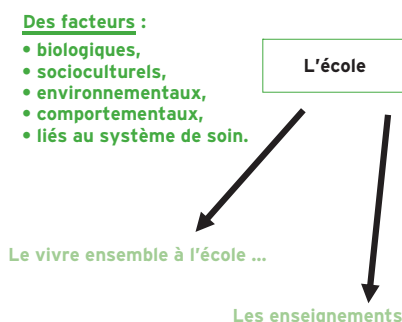 Des facteurs :
• biologiques,
• socioculturels,
• environnementaux,
• comportementaux,
• liés au système de soin.
L'école
Le vivre ensemble à l'école ...
Les enseignements